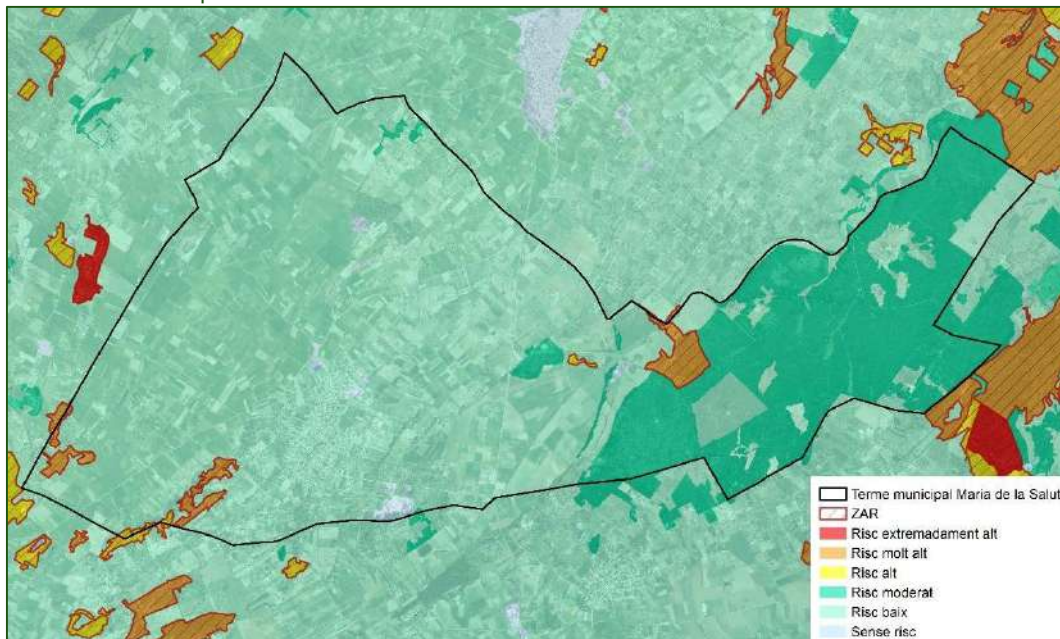 Terme municipal Maria de la Salut
ZAR
Risc extremadament alt
Risc molt alt
Risc alt
Risc moderat
Risc baix
Sense risc